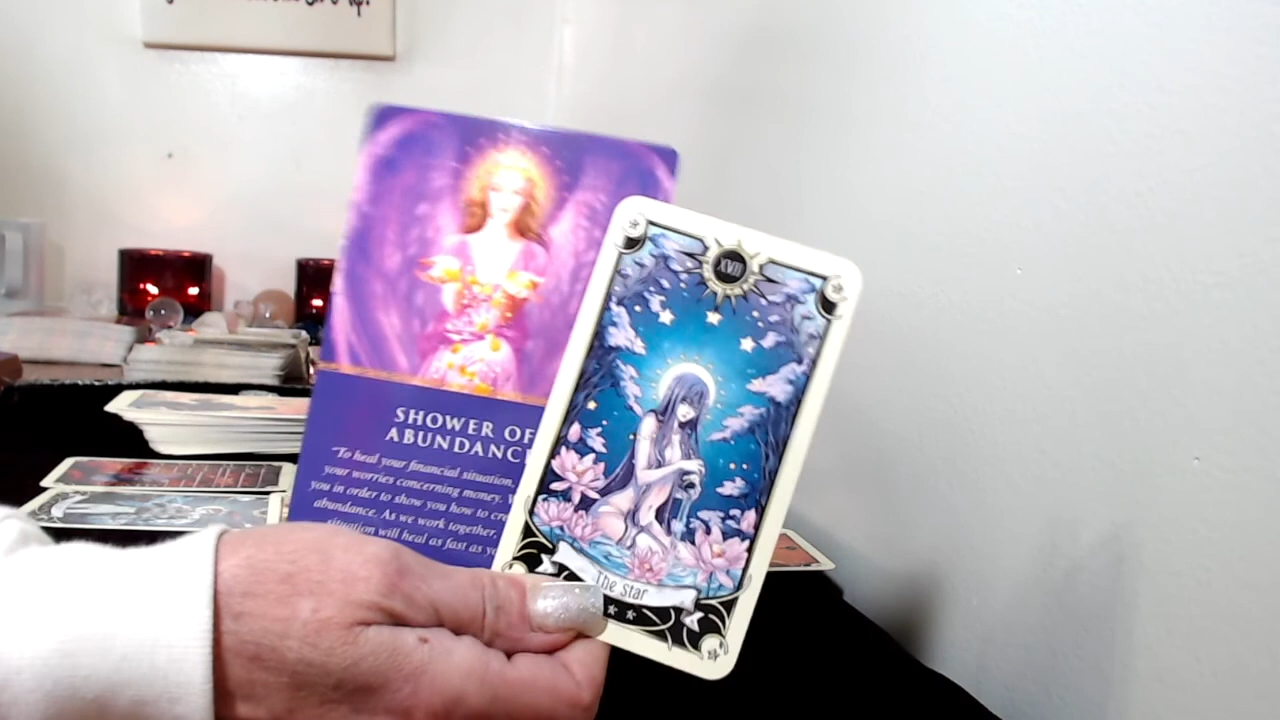 SHOWER OF
ABUNDANC
"To heal your financial situation,
your worries concerning money.
you in order to show you how to cre
abundance. As we work together,
situation will heal as fast as yo
XVII
The Star